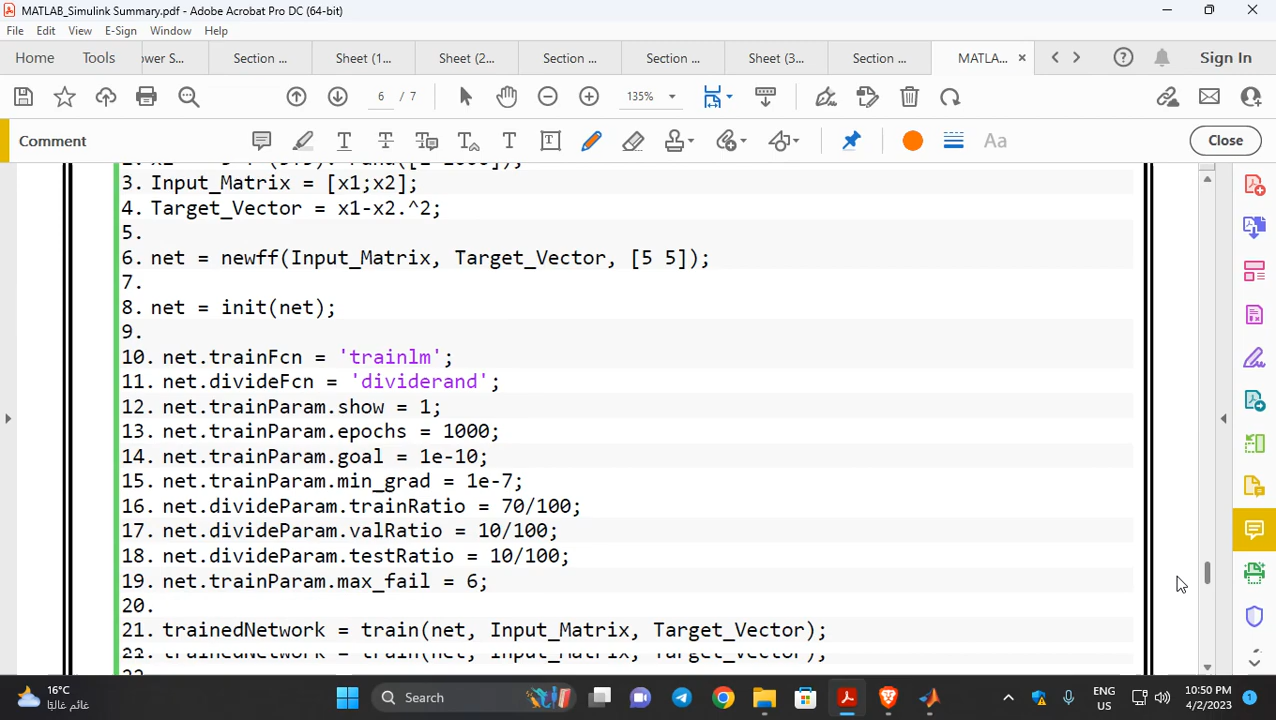 MATLAB_Simulink Summary.pdf - Adobe Acrobat Pro DC (64-bit)
File Edit View E-Sign Window Help
Home Tools ower S... Section ... Sheet (1... Sheet (2... Section ... Section ... Sheet (3... Section ... MATLA... Sign In
6 / 7 135%
Comment Close
3. Input_Matrix = [x1;x2];
4. Target_Vector = x1-x2.^2;
5.
6. net = newff(Input_Matrix, Target_Vector, [5 5]);
7.
8. net = init(net);
9.
10. net.trainFcn = 'trainlm';
11. net.divideFcn = 'dividerand';
12. net.trainParam.show = 1;
13. net.trainParam.epochs = 1000;
14. net.trainParam.goal = 1e-10;
15. net.trainParam.min_grad = 1e-7;
16. net.divideParam.trainRatio = 70/100;
17. net.divideParam.valRatio = 10/100;
18. net.divideParam.testRatio = 10/100;
19. net.trainParam.max_fail = 6;
20.
21. trainedNetwork = train(net, Input_Matrix, Target_Vector);
16°C
غائم غالبًا
Search
ENG
US
10:50 PM
4/2/2023
1